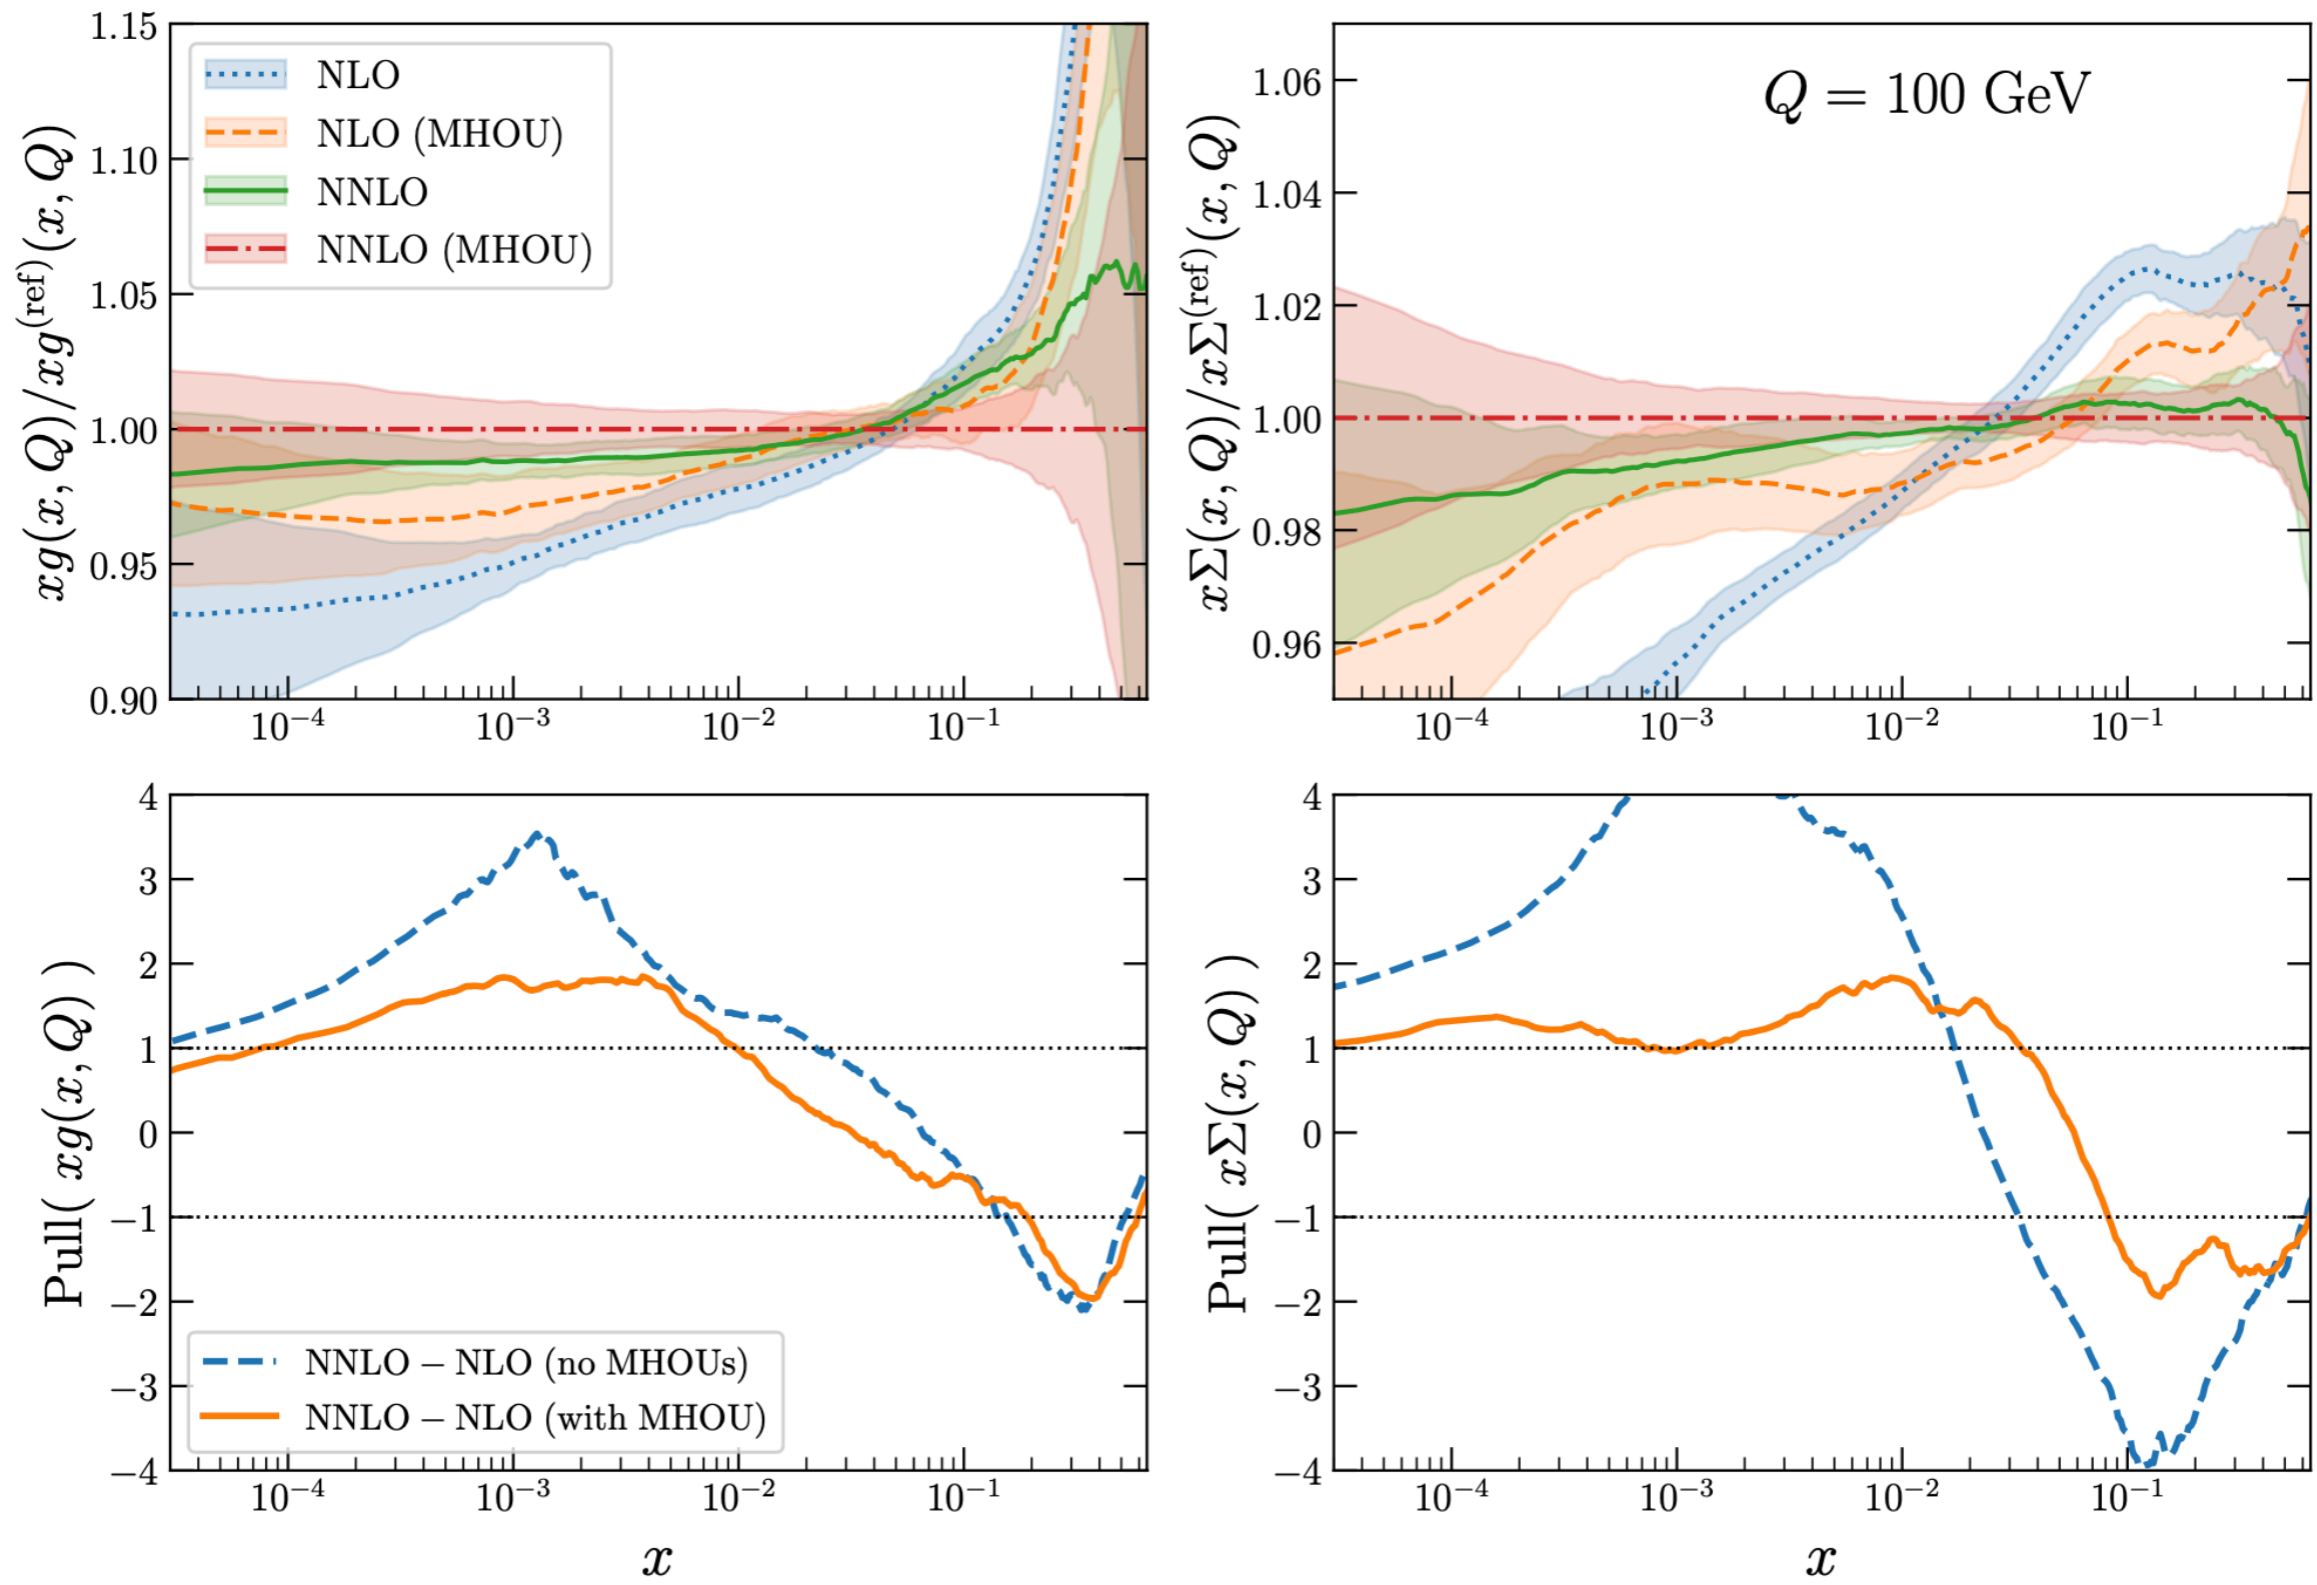 xg(x, Q)/xg^(ref)(x, Q)
1.15
1.10
1.05
1.00
0.95
0.90
NLO
NLO (MHOU)
NNLO
NNLO (MHOU)
10⁻⁴ 10⁻³ 10⁻² 10⁻¹
xΣ(x, Q)/xΣ^(ref)(x, Q)
1.06
1.04
1.02
1.00
0.98
0.96
Q = 100 GeV
10⁻⁴ 10⁻³ 10⁻² 10⁻¹
Pull( xg(x, Q) )
4
3
2
1
0
−1
−2
−3
−4
NNLO – NLO (no MHOUs)
NNLO – NLO (with MHOU)
10⁻⁴ 10⁻³ 10⁻² 10⁻¹
x
Pull( xΣ(x, Q) )
4
3
2
1
0
−1
−2
−3
−4
10⁻⁴ 10⁻³ 10⁻² 10⁻¹
x